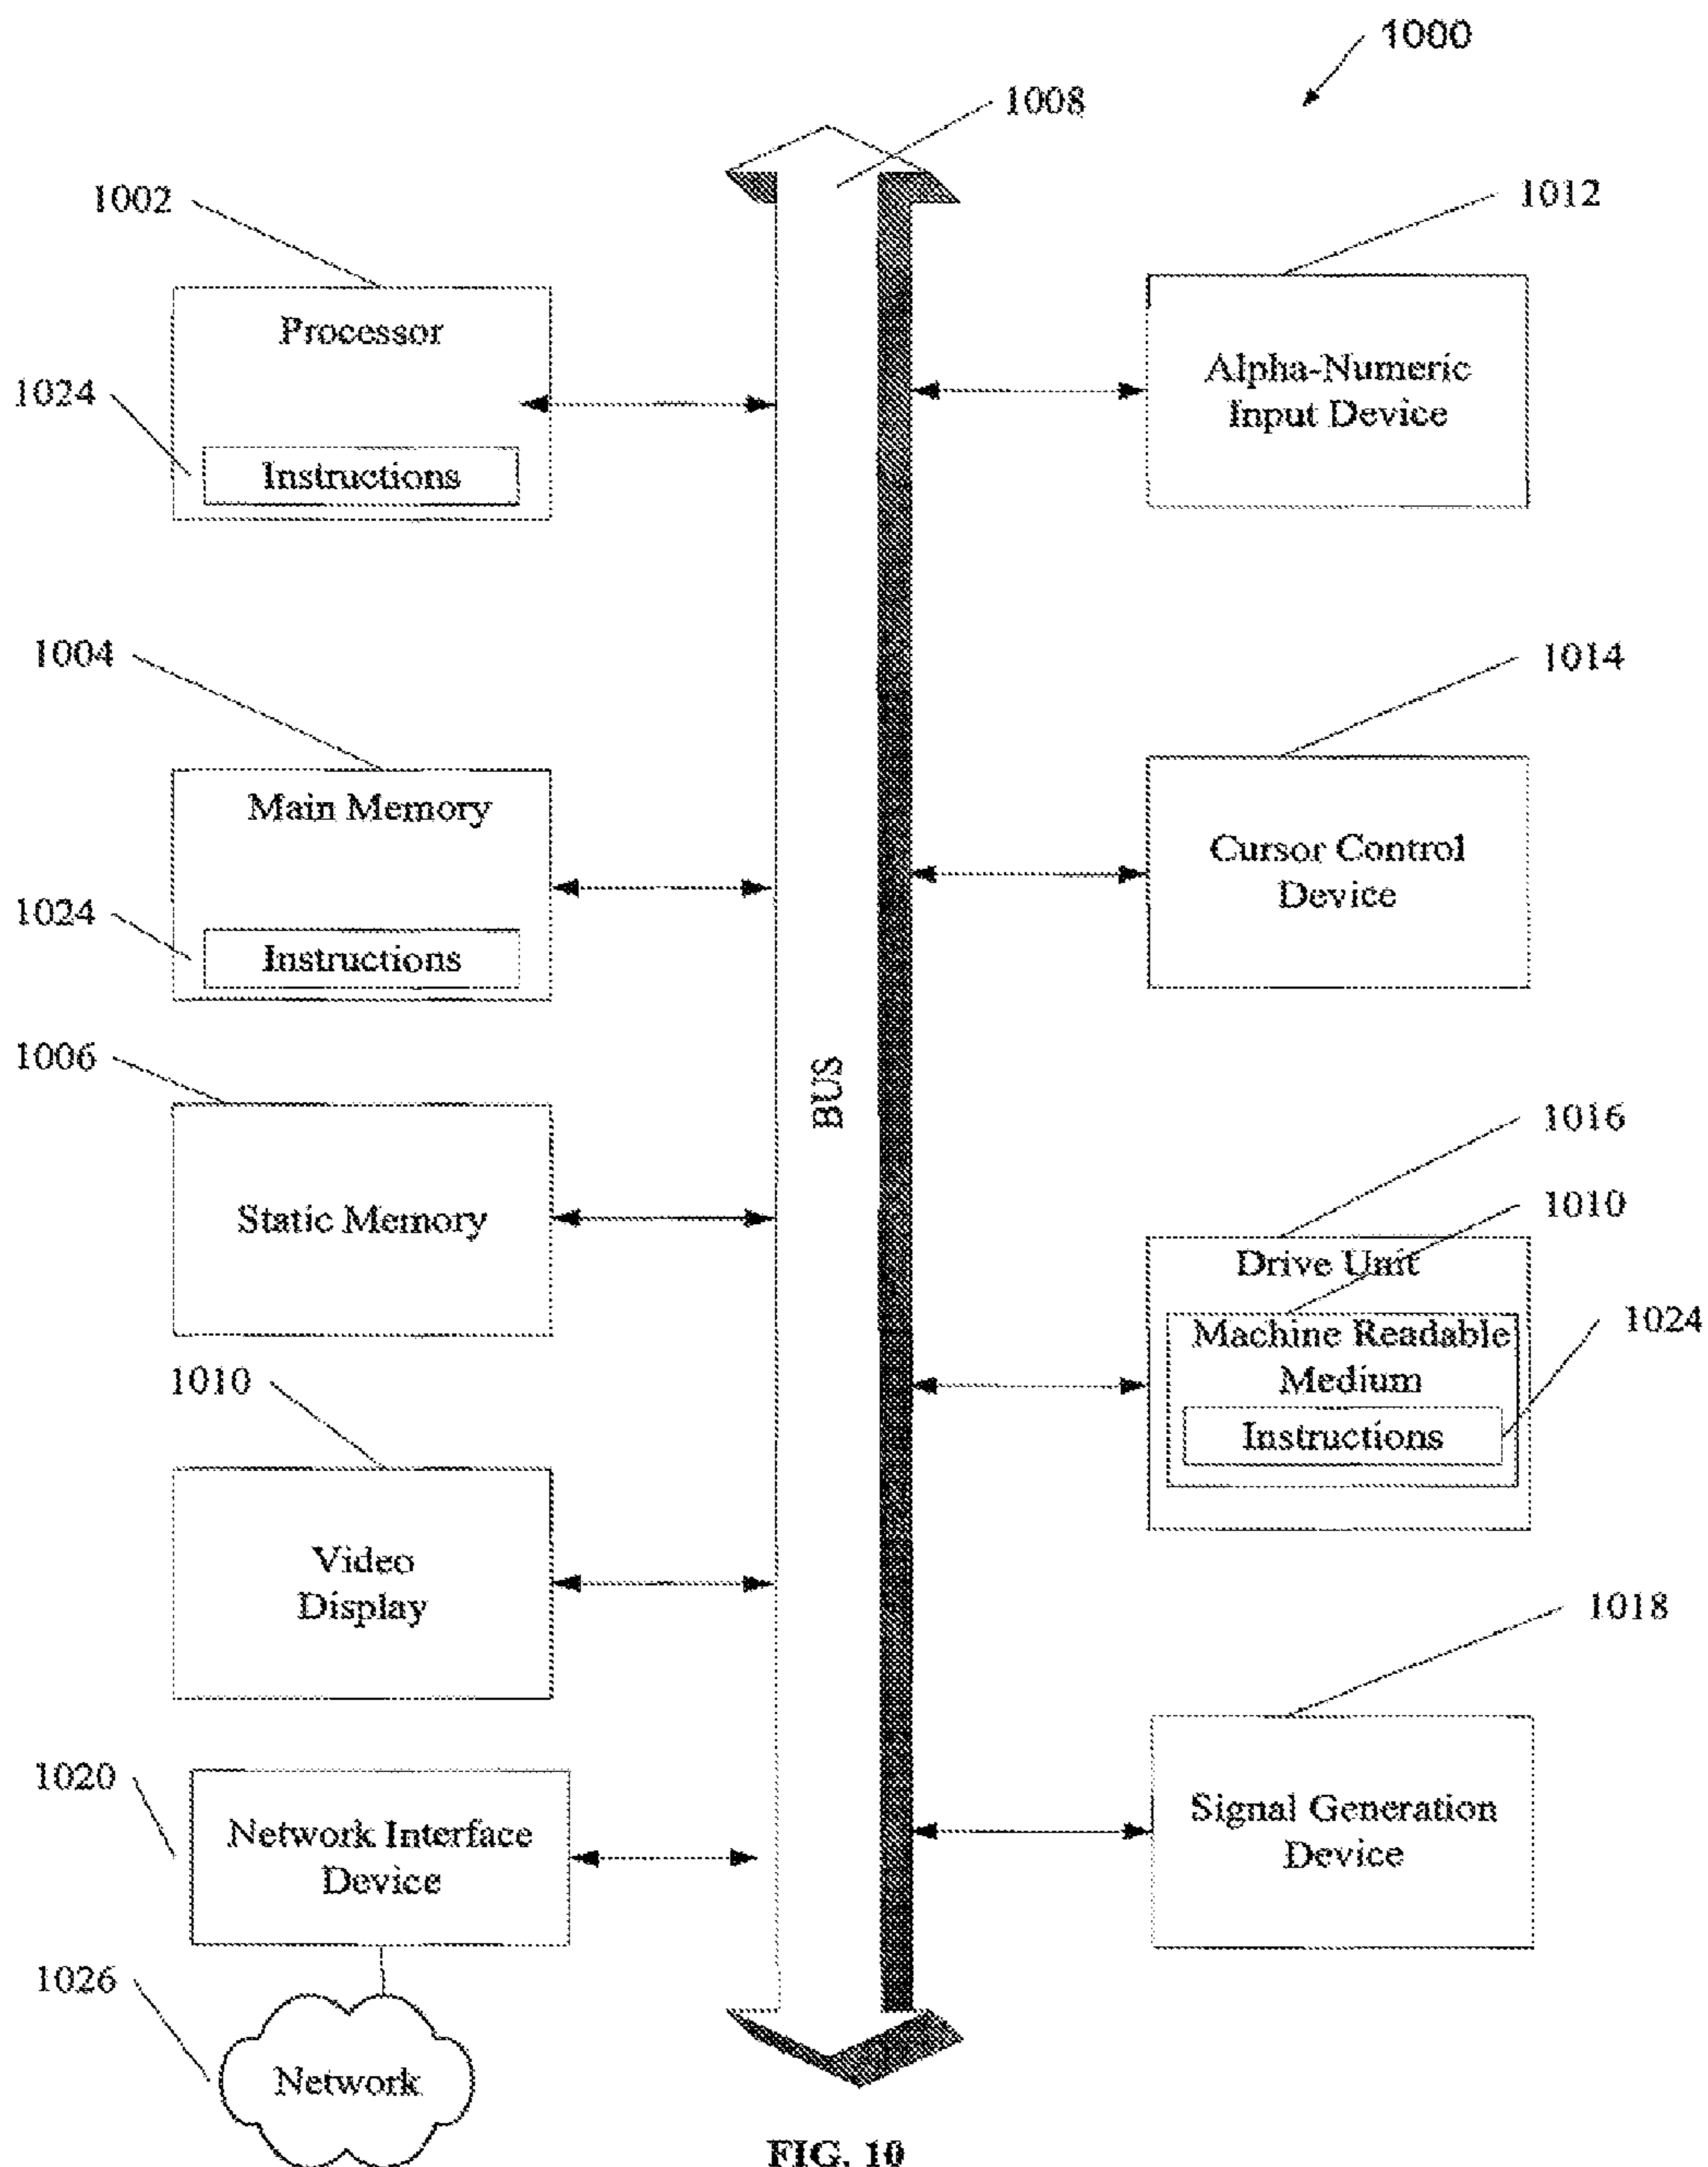 1000
1008
1002
1012
Processor
1024
Instructions
Alpha-Numeric
Input Device
1004
1014
Main Memory
1024
Instructions
Cursor Control
Device
1006
BUS
1016
Static Memory
1010
Drive Unit
Machine Readable
Medium
1024
Instructions
1010
Video
Display
1018
1020
Network Interface
Device
Signal Generation
Device
1026
Network
FIG. 10